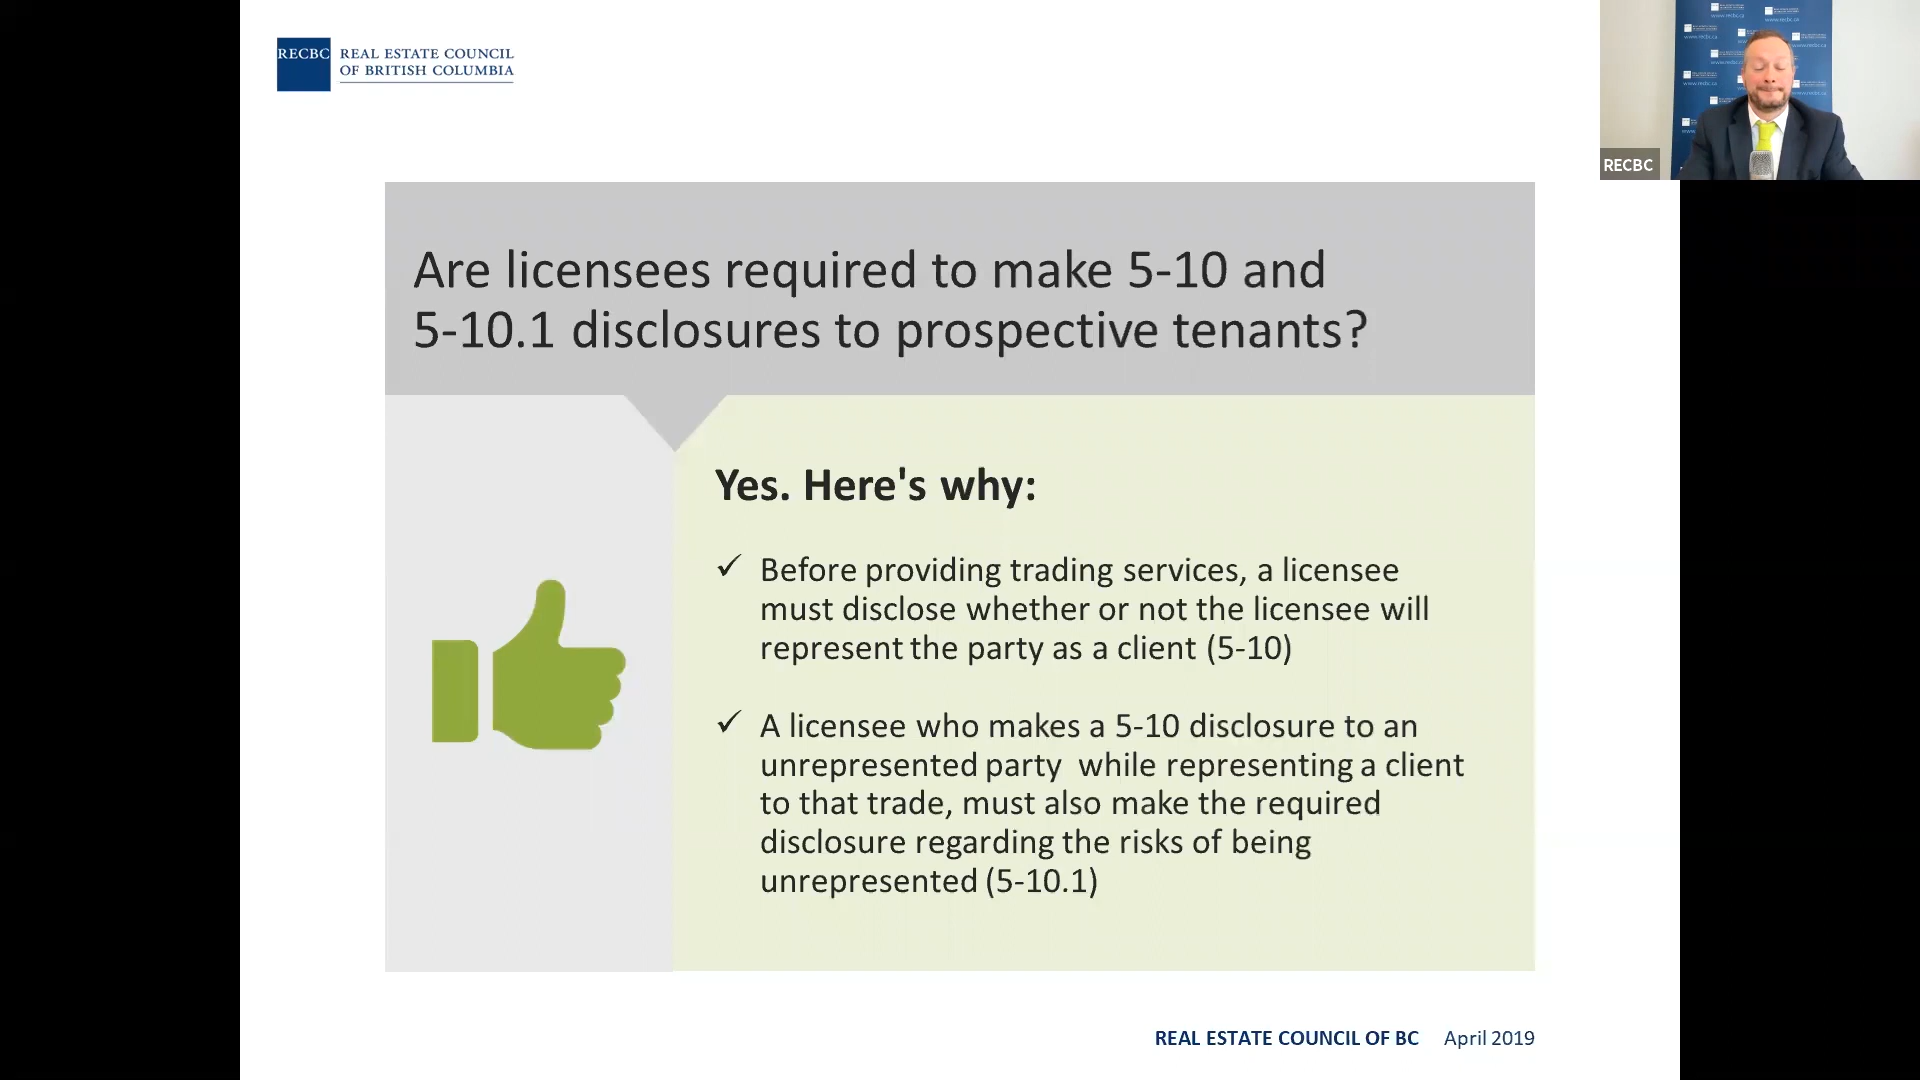 RECBC
REAL ESTATE COUNCIL
OF BRITISH COLUMBIA
RECBC
Are licensees required to make 5-10 and
5-10.1 disclosures to prospective tenants?
Yes. Here's why:
✓ Before providing trading services, a licensee
must disclose whether or not the licensee will
represent the party as a client (5-10)
✓ A licensee who makes a 5-10 disclosure to an
unrepresented party while representing a client
to that trade, must also make the required
disclosure regarding the risks of being
unrepresented (5-10.1)
REAL ESTATE COUNCIL OF BC April 2019